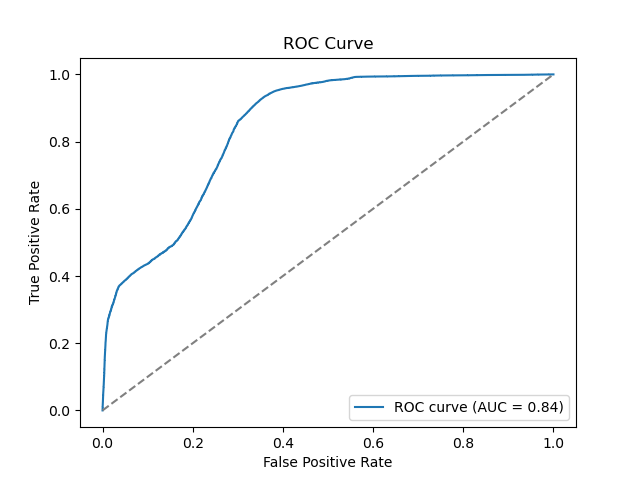 ROC Curve
1.0
0.8
0.6
0.4
0.2
0.0
True Positive Rate
ROC curve (AUC = 0.84)
0.0 0.2 0.4 0.6 0.8 1.0
False Positive Rate